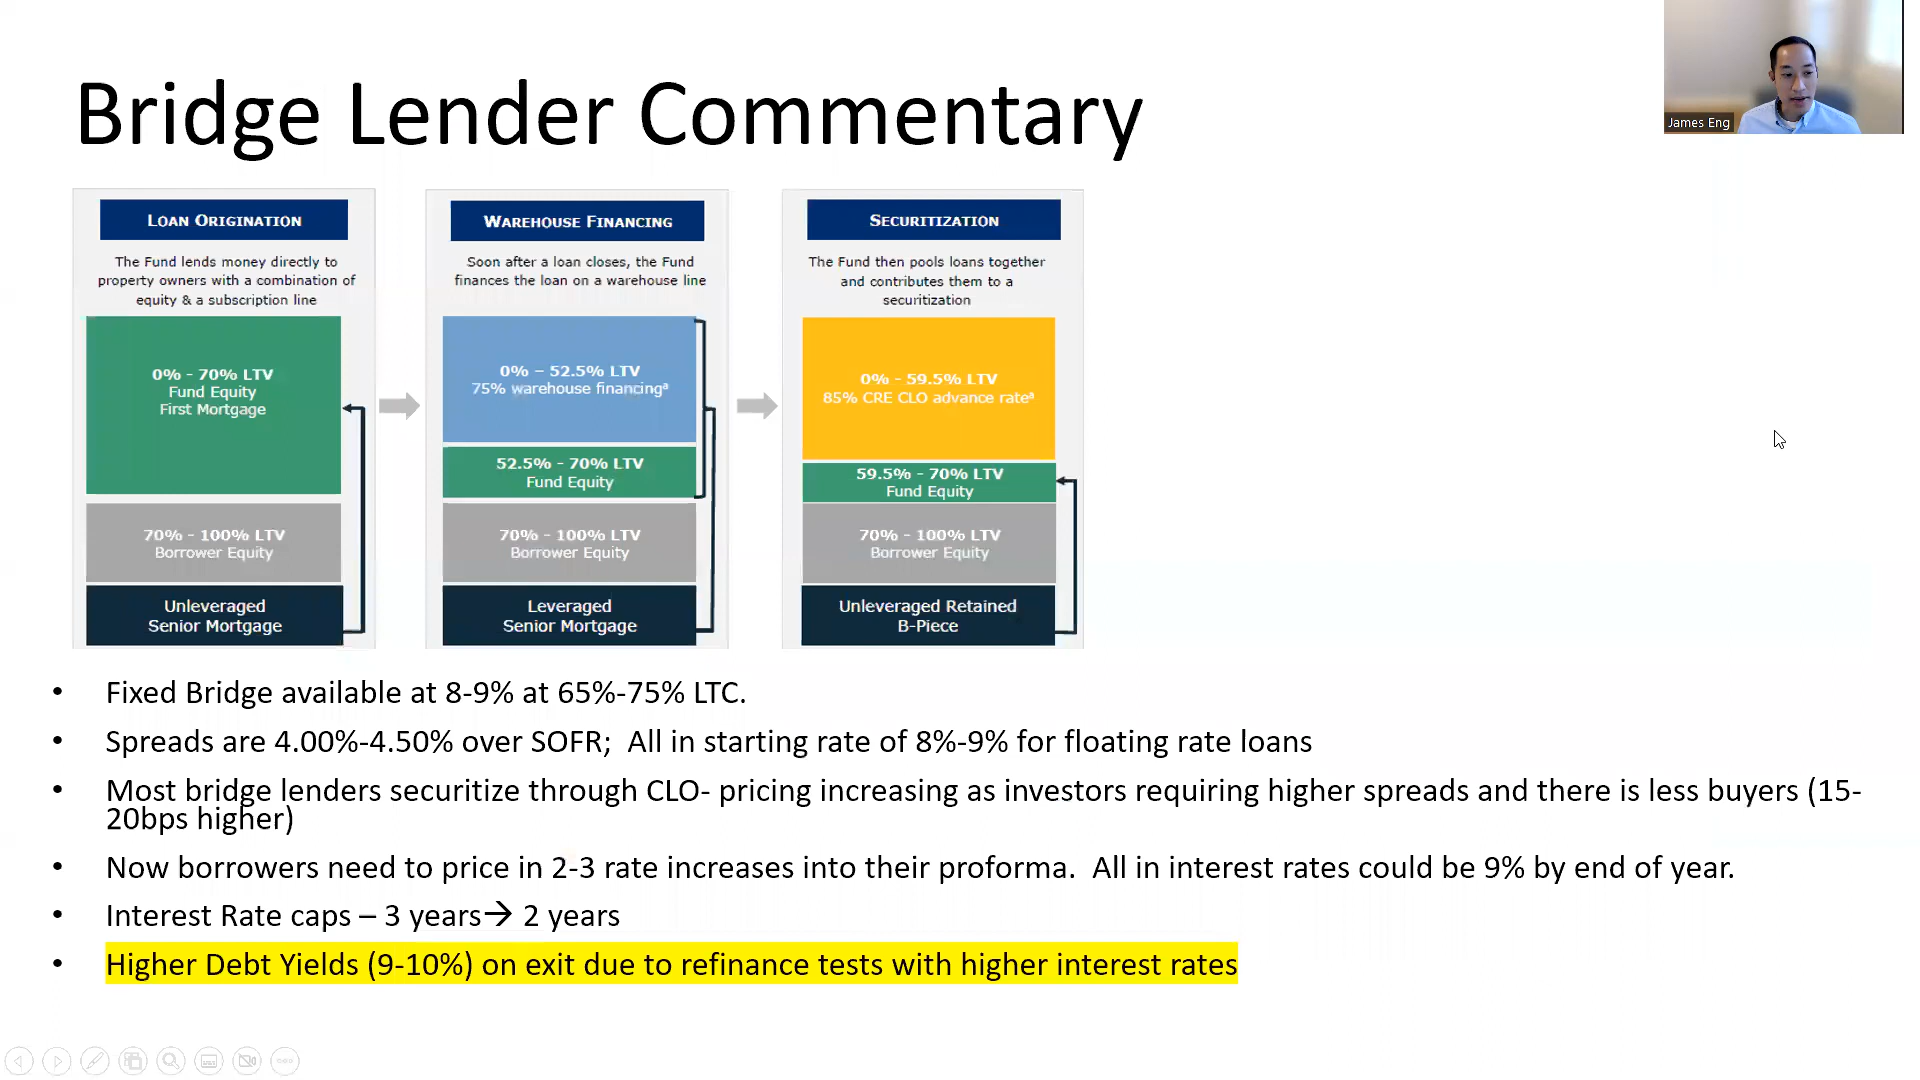 Bridge Lender Commentary
James Eng
LOAN ORIGINATION
The Fund lends money directly to
property owners with a combination of
equity & a subscription line
0% - 70% LTV
Fund Equity
First Mortgage
70% - 100% LTV
Borrower Equity
Unleveraged
Senior Mortgage
WAREHOUSE FINANCING
Soon after a loan closes, the Fund
finances the loan on a warehouse line
0% – 52.5% LTV
75% warehouse financingª
52.5% - 70% LTV
Fund Equity
70% - 100% LTV
Borrower Equity
Leveraged
Senior Mortgage
SECURITIZATION
The Fund then pools loans together
and contributes them to a
securitization
0% - 59.5% LTV
85% CRE CLO advance rateª
59.5% - 70% LTV
Fund Equity
70% - 100% LTV
Borrower Equity
Unleveraged Retained
B-Piece
• Fixed Bridge available at 8-9% at 65%-75% LTC.
• Spreads are 4.00%-4.50% over SOFR;  All in starting rate of 8%-9% for floating rate loans
• Most bridge lenders securitize through CLO- pricing increasing as investors requiring higher spreads and there is less buyers (15-
20bps higher)
• Now borrowers need to price in 2-3 rate increases into their proforma.  All in interest rates could be 9% by end of year.
• Interest Rate caps – 3 years→ 2 years
• Higher Debt Yields (9-10%) on exit due to refinance tests with higher interest rates